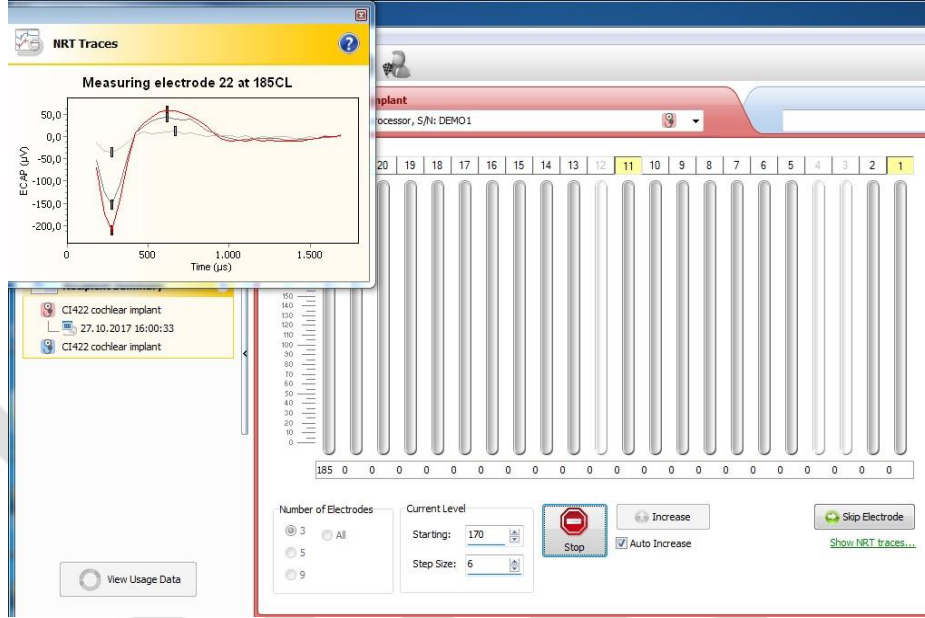 NRT Traces
Measuring electrode 22 at 185CL
50,0
0,0
-50,0
-100,0
-150,0
-200,0
ECAP (µV)
0 500 1.000 1.500
Time (µs)
mplant
rocessor, S/N: DEMO1
20 19 18 17 16 15 14 13 12 11 10 9 8 7 6 5 4 3 2 1
150
140
130
120
110
100
90
80
70
60
50
40
30
20
10
0
185 0 0 0 0 0 0 0 0 0 0 0 0 0 0 0 0 0 0 0 0 0
Recipient Summary
CI422 cochlear implant
27.10.2017 16:00:33
CI422 cochlear implant
View Usage Data
Number of Electrodes
3 All
5
9
Current Level
Starting: 170
Step Size: 6
Stop
Increase
Auto Increase
Skip Electrode
Show NRT traces...